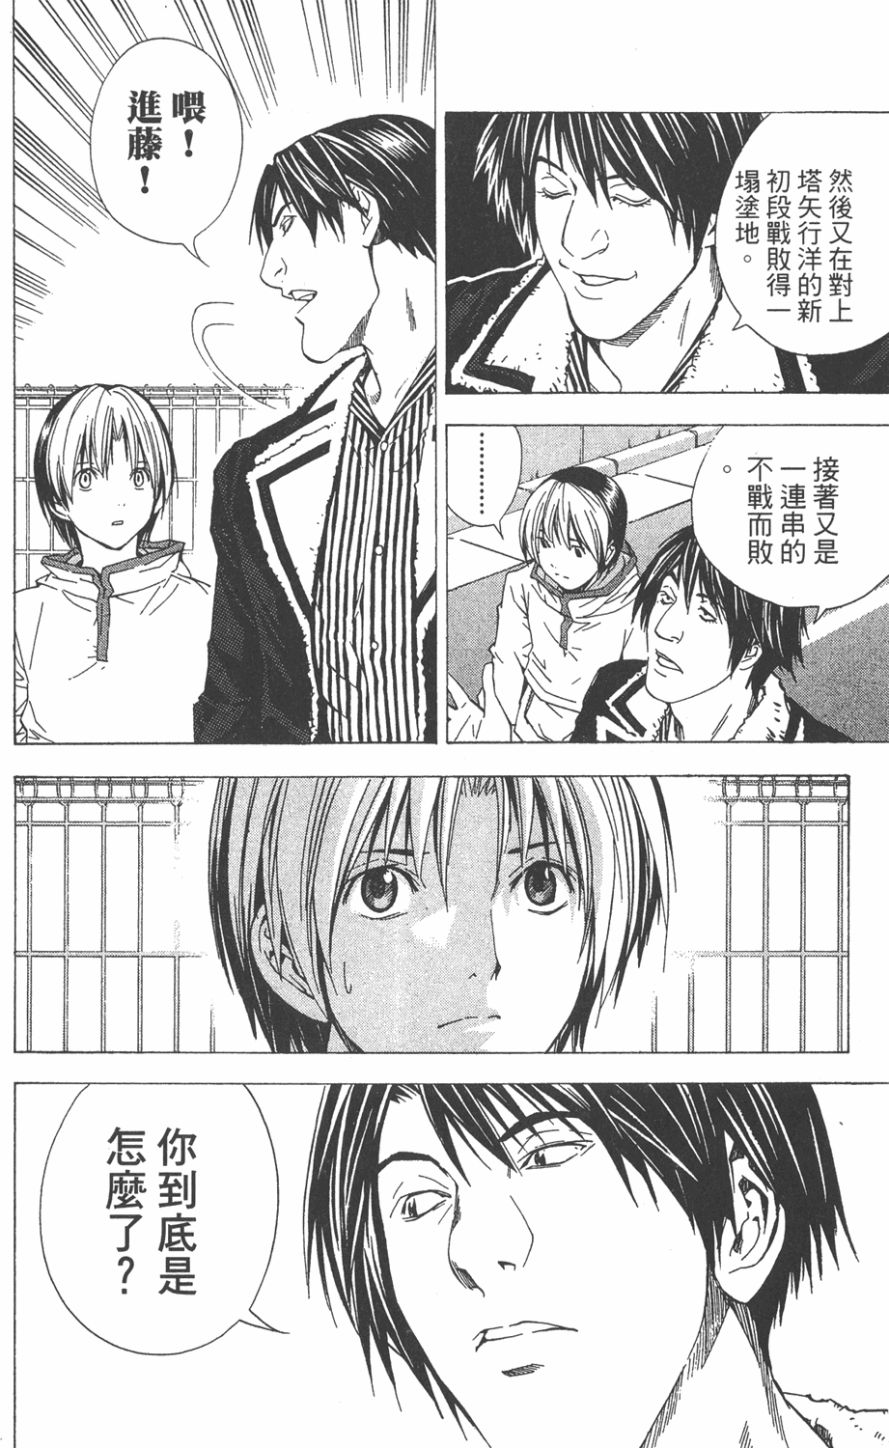 然後又在對上
塔矢行洋的新
初段戰敗得一
塌塗地。
接著又是
一連串的
不戰而敗
。
⋯⋯⋯
喂！
進藤！
你到底是
怎麼了？